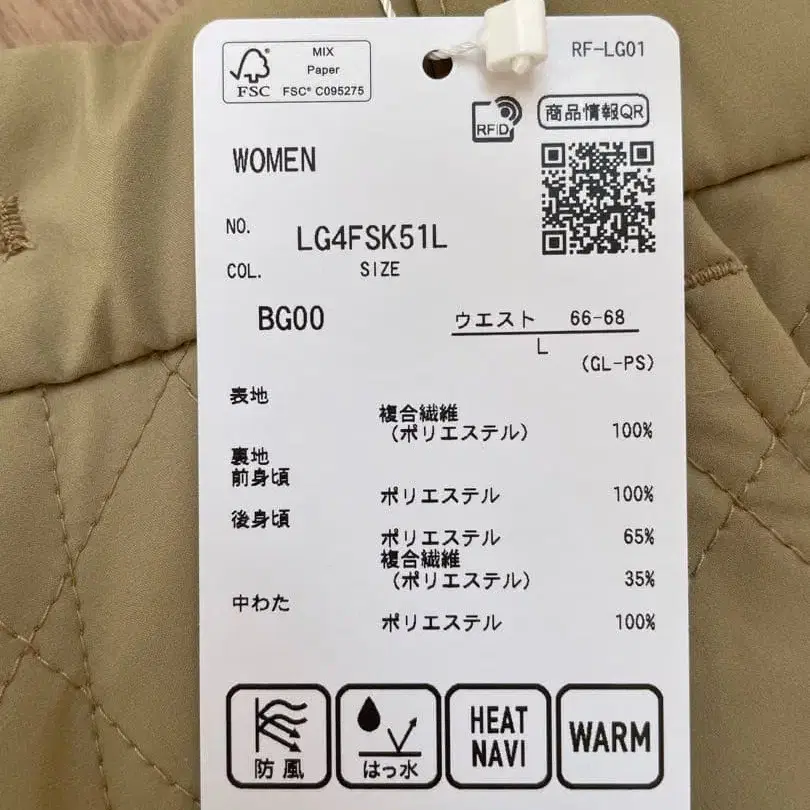 MIX
Paper
FSC
FSC® C095275
RF-LG01
RFID
商品情報QR
WOMEN
NO. LG4FSK51L
COL. SIZE
BG00 ウエスト 66-68
L
(GL-PS)
表地
複合繊維
(ポリエステル) 100%
裏地
前身頃
ポリエステル 100%
後身頃
ポリエステル 65%
複合繊維
(ポリエステル) 35%
中わた
ポリエステル 100%
防風
はっ水
HEAT
NAVI
WARM